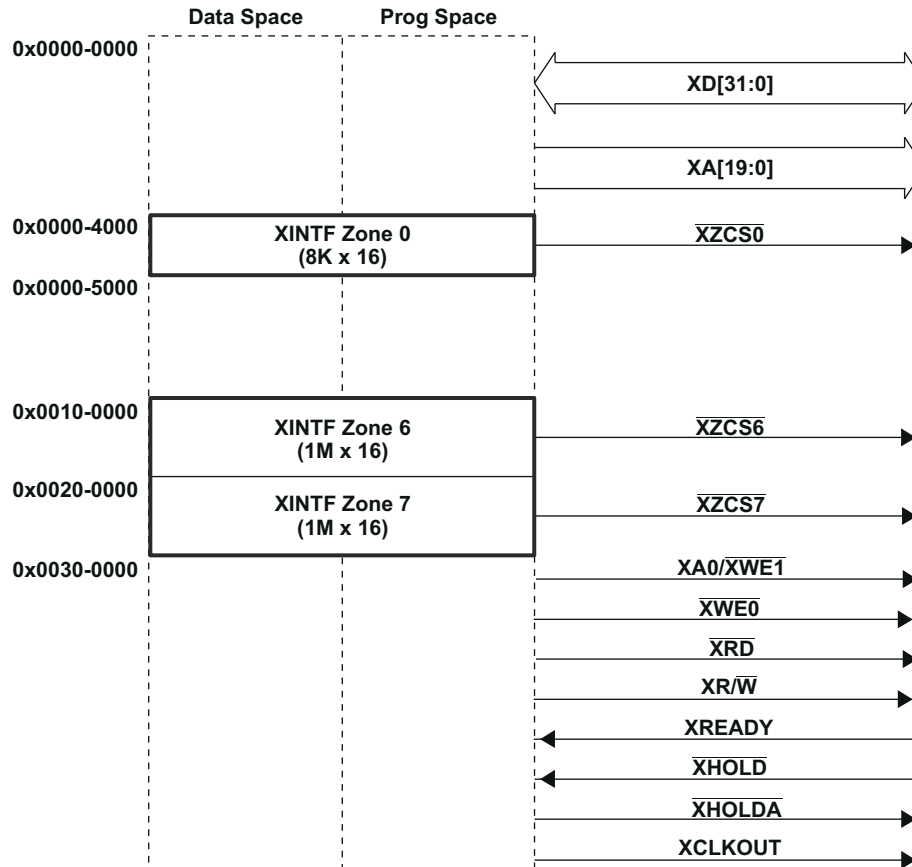 Data Space Prog Space
0x0000-0000
XD[31:0]
XA[19:0]
0x0000-4000
XINTF Zone 0
(8K x 16)
XZCS0
0x0000-5000
0x0010-0000
XINTF Zone 6
(1M x 16)
XZCS6
0x0020-0000
XINTF Zone 7
(1M x 16)
XZCS7
0x0030-0000
XA0/XWE1
XWE0
XRD
XR/W
XREADY
XHOLD
XHOLDA
XCLKOUT